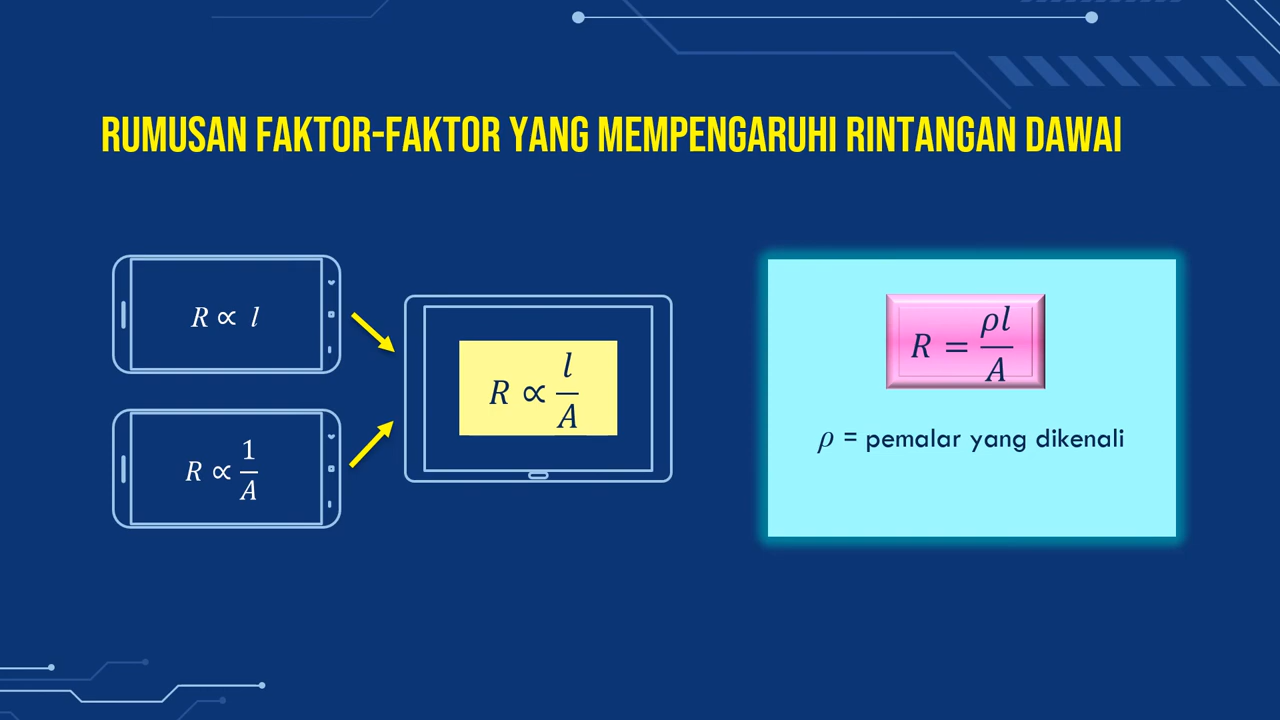 RUMUSAN FAKTOR-FAKTOR YANG MEMPENGARUHI RINTANGAN DAWAI
R ∝ l
R ∝ 1/A
R ∝ l/A
R = ρl/A
ρ = pemalar yang dikenali